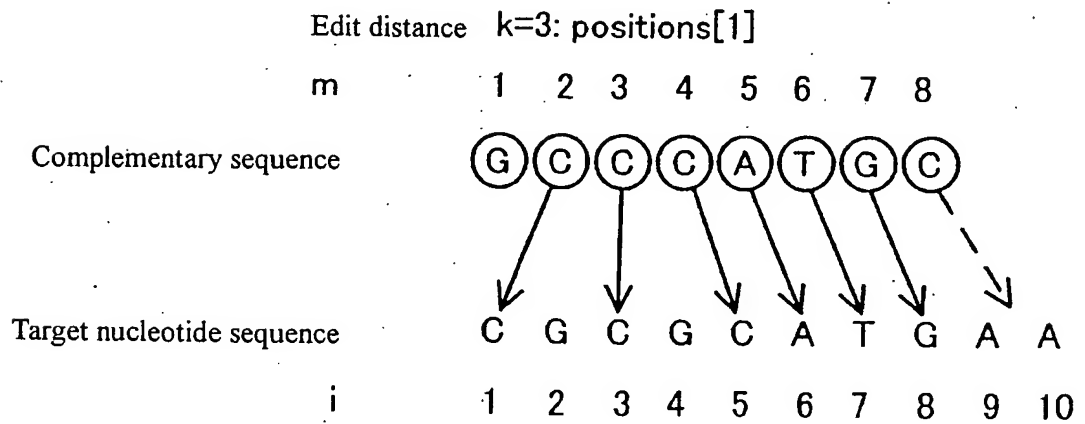 Edit distance k=3: positions[1]
m 1 2 3 4 5 6 7 8
Complementary sequence G C C C A T G C
Target nucleotide sequence C G C G C A T G A A
i 1 2 3 4 5 6 7 8 9 10